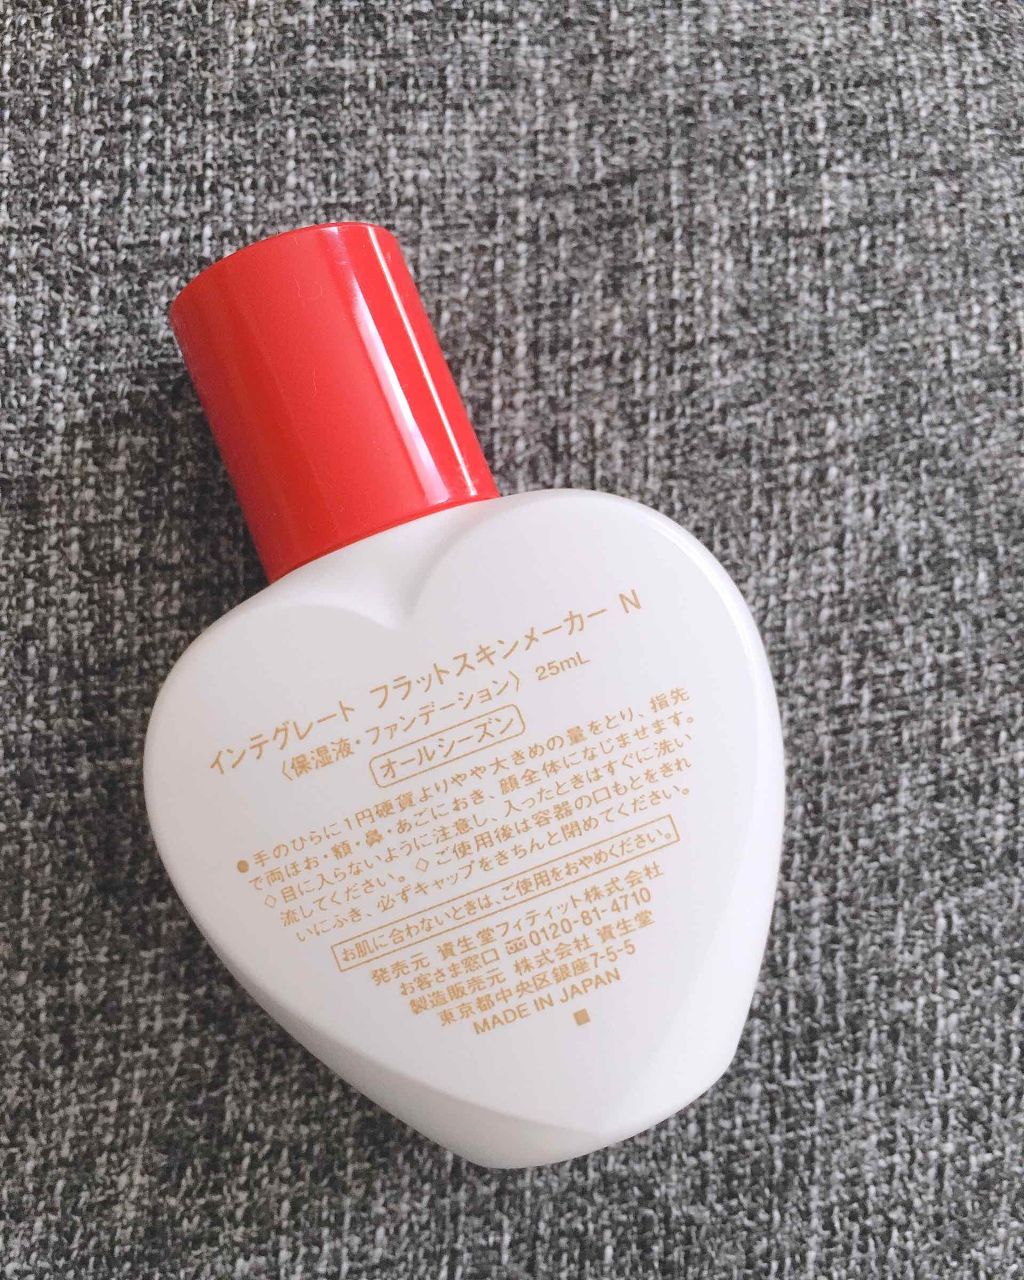 インテグレート フラットスキンメーカー N
〈保湿液・ファンデーション〉 25mL
オールシーズン
●手のひらに1円硬貨よりやや大きめの量をとり、指先
で両ほお・額・鼻・あごにおき、顔全体になじませます。
◇目に入らないように注意し、入ったときはすぐに洗い
流してください。◇ご使用後は容器の口もとをきれ
いにふき、必ずキャップをきちんと閉めてください。
お肌に合わないときは、ご使用をおやめください。
発売元 資生堂フィティット株式会社
お客さま窓口 0120-81-4710
製造販売元 株式会社 資生堂
東京都中央区銀座7-5-5
MADE IN JAPAN